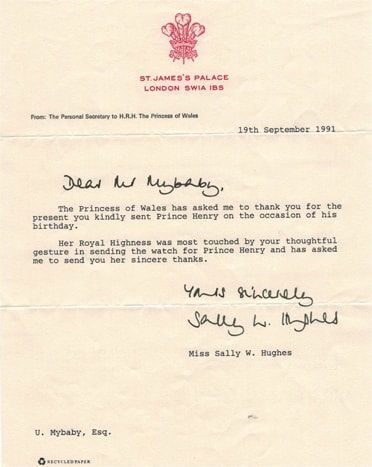 ST. JAMES'S PALACE
LONDON SW1A 1BS
From: The Personal Secretary to H.R.H. The Princess of Wales
19th September 1991
Dear Mr Mybaby,
The Princess of Wales has asked me to thank you for the
present you kindly sent Prince Henry on the occasion of his
birthday.
Her Royal Highness was most touched by your thoughtful
gesture in sending the watch for Prince Henry and has asked
me to send you her sincere thanks.
Yours sincerely
Sally W. Hughes
Miss Sally W. Hughes
U. Mybaby, Esq.
RECYCLED PAPER